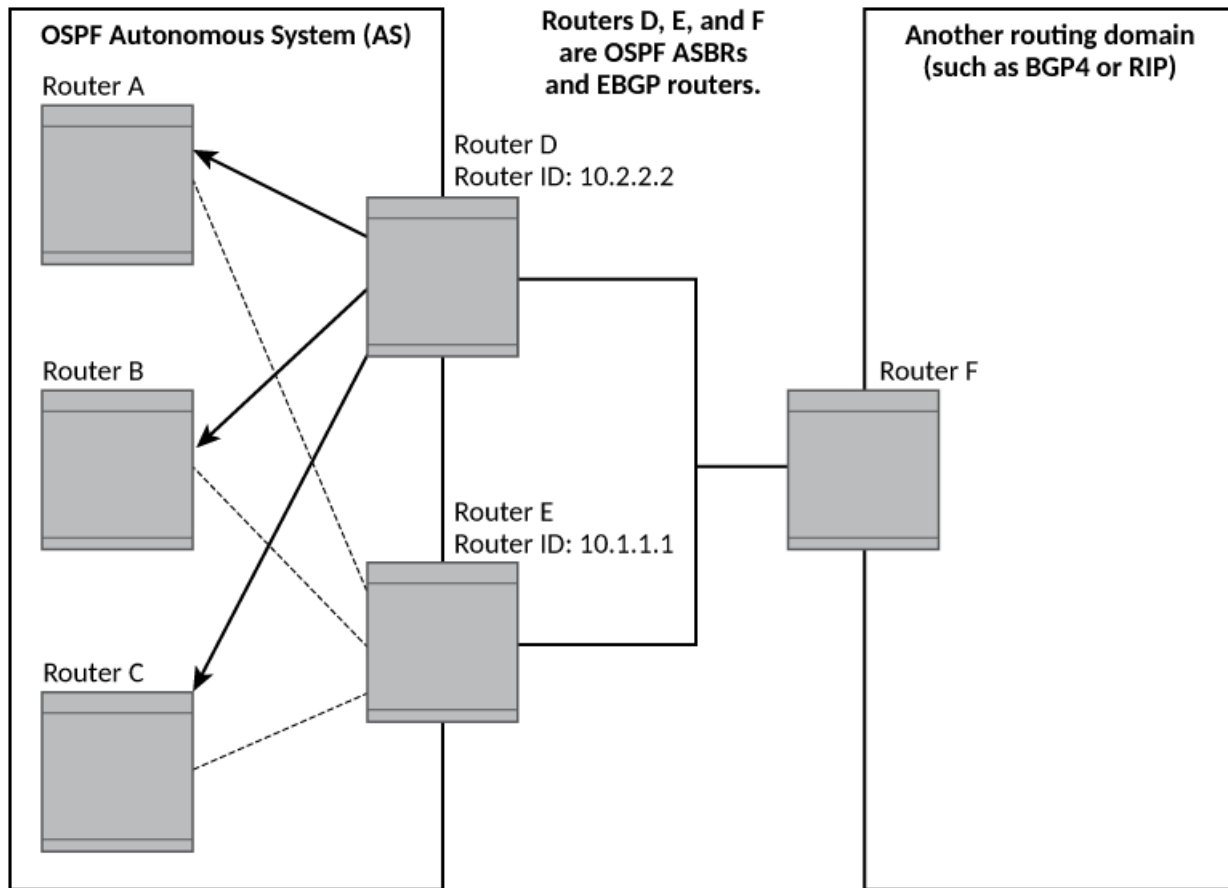 OSPF Autonomous System (AS)
Routers D, E, and F
are OSPF ASBRs
and EBGP routers.
Another routing domain
(such as BGP4 or RIP)
Router A
Router D
Router ID: 10.2.2.2
Router B
Router F
Router E
Router ID: 10.1.1.1
Router C